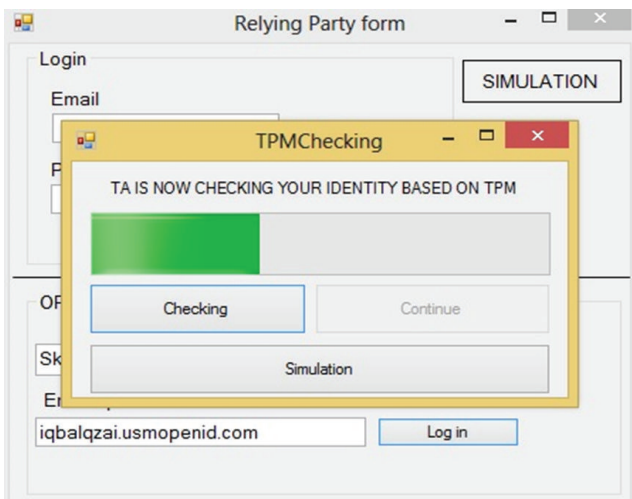 Relying Party form
Login
SIMULATION
Email
TPMChecking
P
TA IS NOW CHECKING YOUR IDENTITY BASED ON TPM
Checking
Continue
Simulation
Sk
iqbalqzai.usmopenid.com
Log in